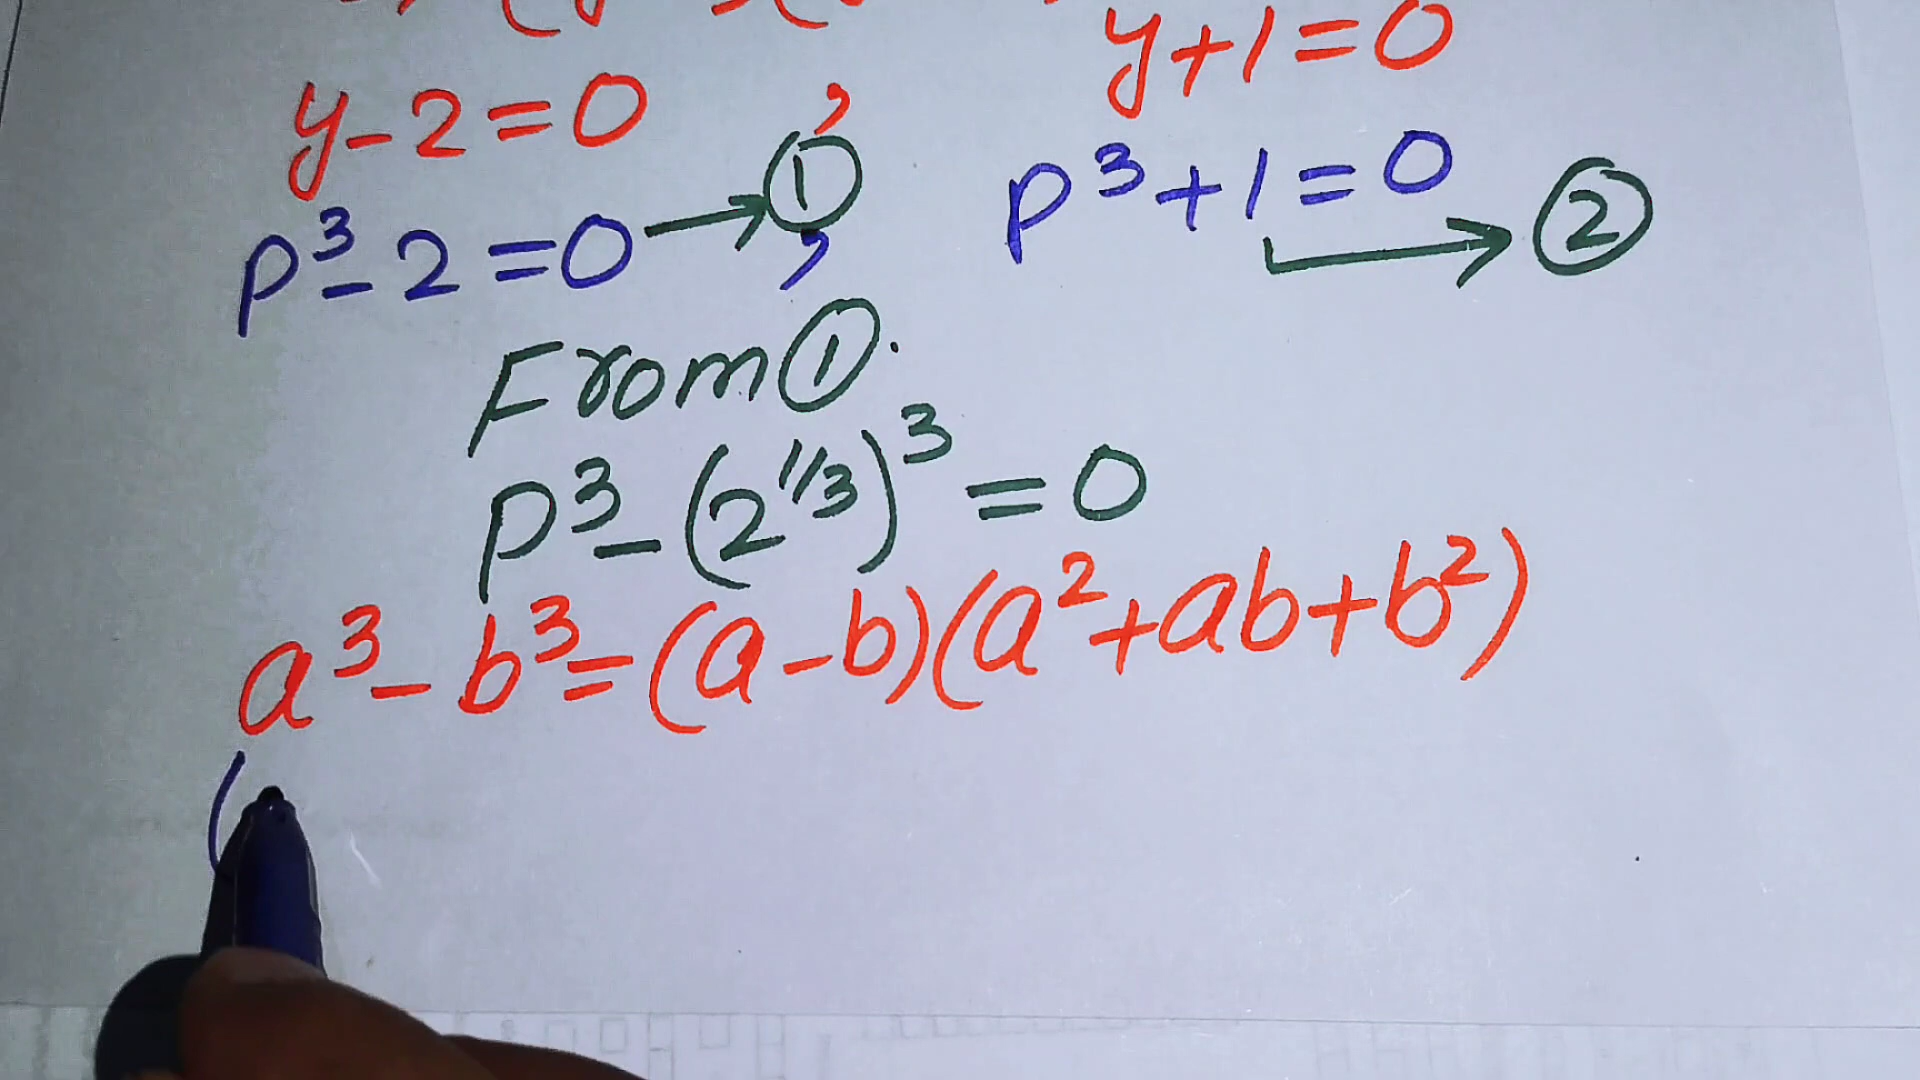 y+1=0
y-2=0 ,
p³+1=0 → ②
p³-2=0 → ① ,
From ①.
p³-(2^1/3)³=0
a³-b³=(a-b)(a²+ab+b²)
(